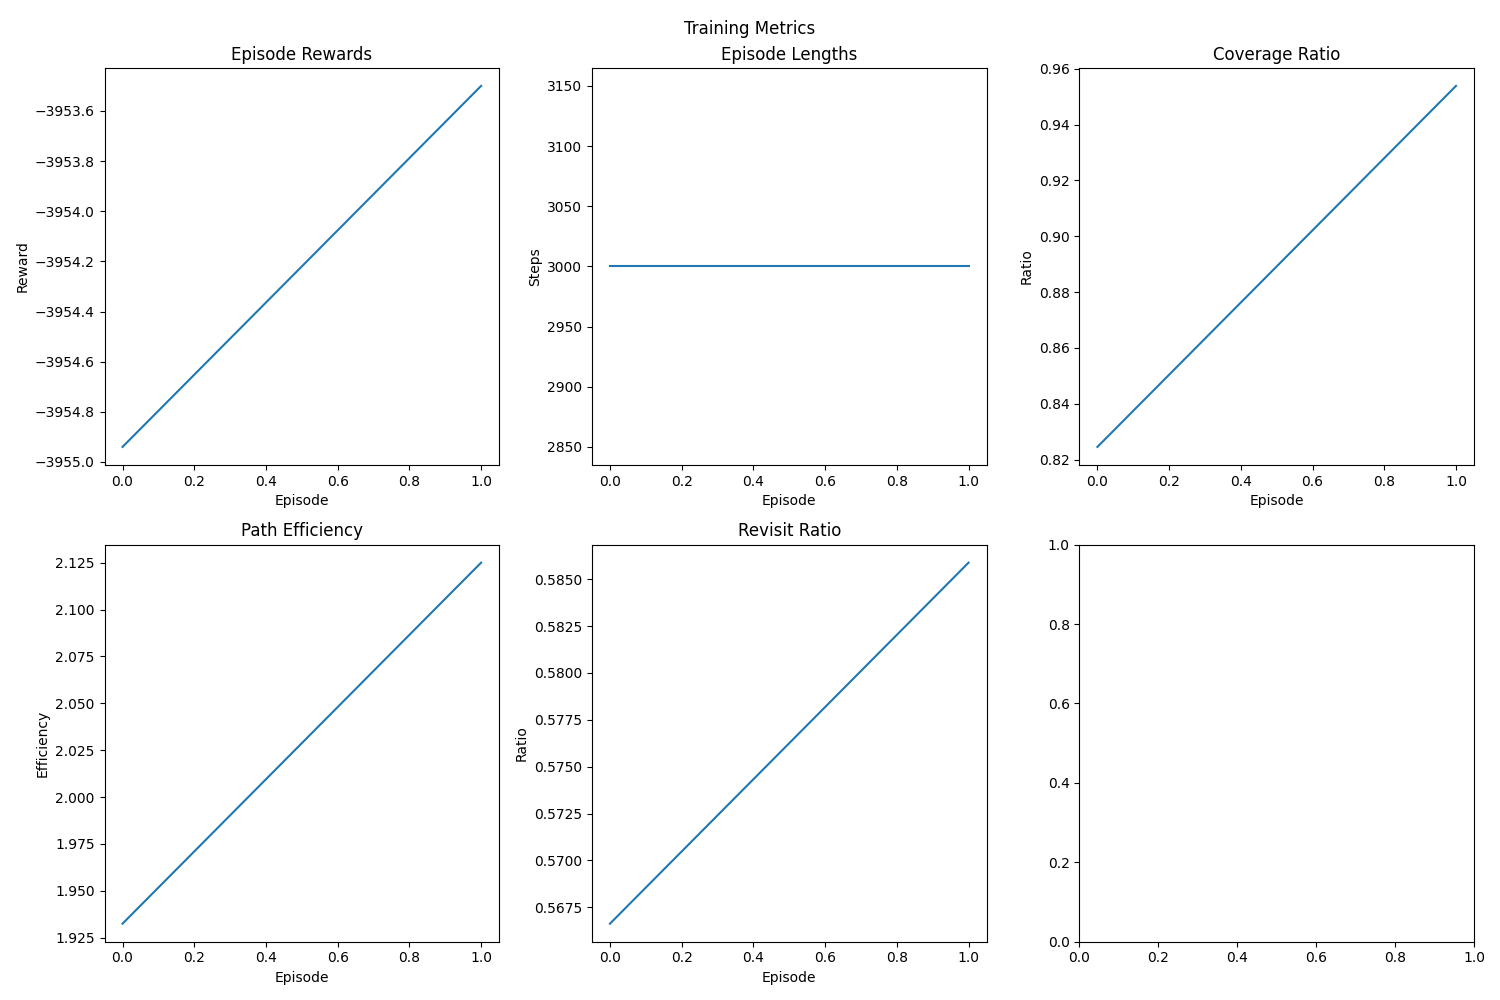 Training Metrics
Episode Rewards
Episode Lengths
Coverage Ratio
−3953.6
−3953.8
−3954.0
−3954.2
−3954.4
−3954.6
−3954.8
−3955.0
Reward
0.0 0.2 0.4 0.6 0.8 1.0
Episode
3150
3100
3050
3000
2950
2900
2850
Steps
0.0 0.2 0.4 0.6 0.8 1.0
Episode
0.96
0.94
0.92
0.90
0.88
0.86
0.84
0.82
Ratio
0.0 0.2 0.4 0.6 0.8 1.0
Episode
Path Efficiency
2.125
2.100
2.075
2.050
2.025
2.000
1.975
1.950
1.925
Efficiency
0.0 0.2 0.4 0.6 0.8 1.0
Episode
Revisit Ratio
0.5850
0.5825
0.5800
0.5775
0.5750
0.5725
0.5700
0.5675
Ratio
0.0 0.2 0.4 0.6 0.8 1.0
Episode
1.0
0.8
0.6
0.4
0.2
0.0
0.0 0.2 0.4 0.6 0.8 1.0